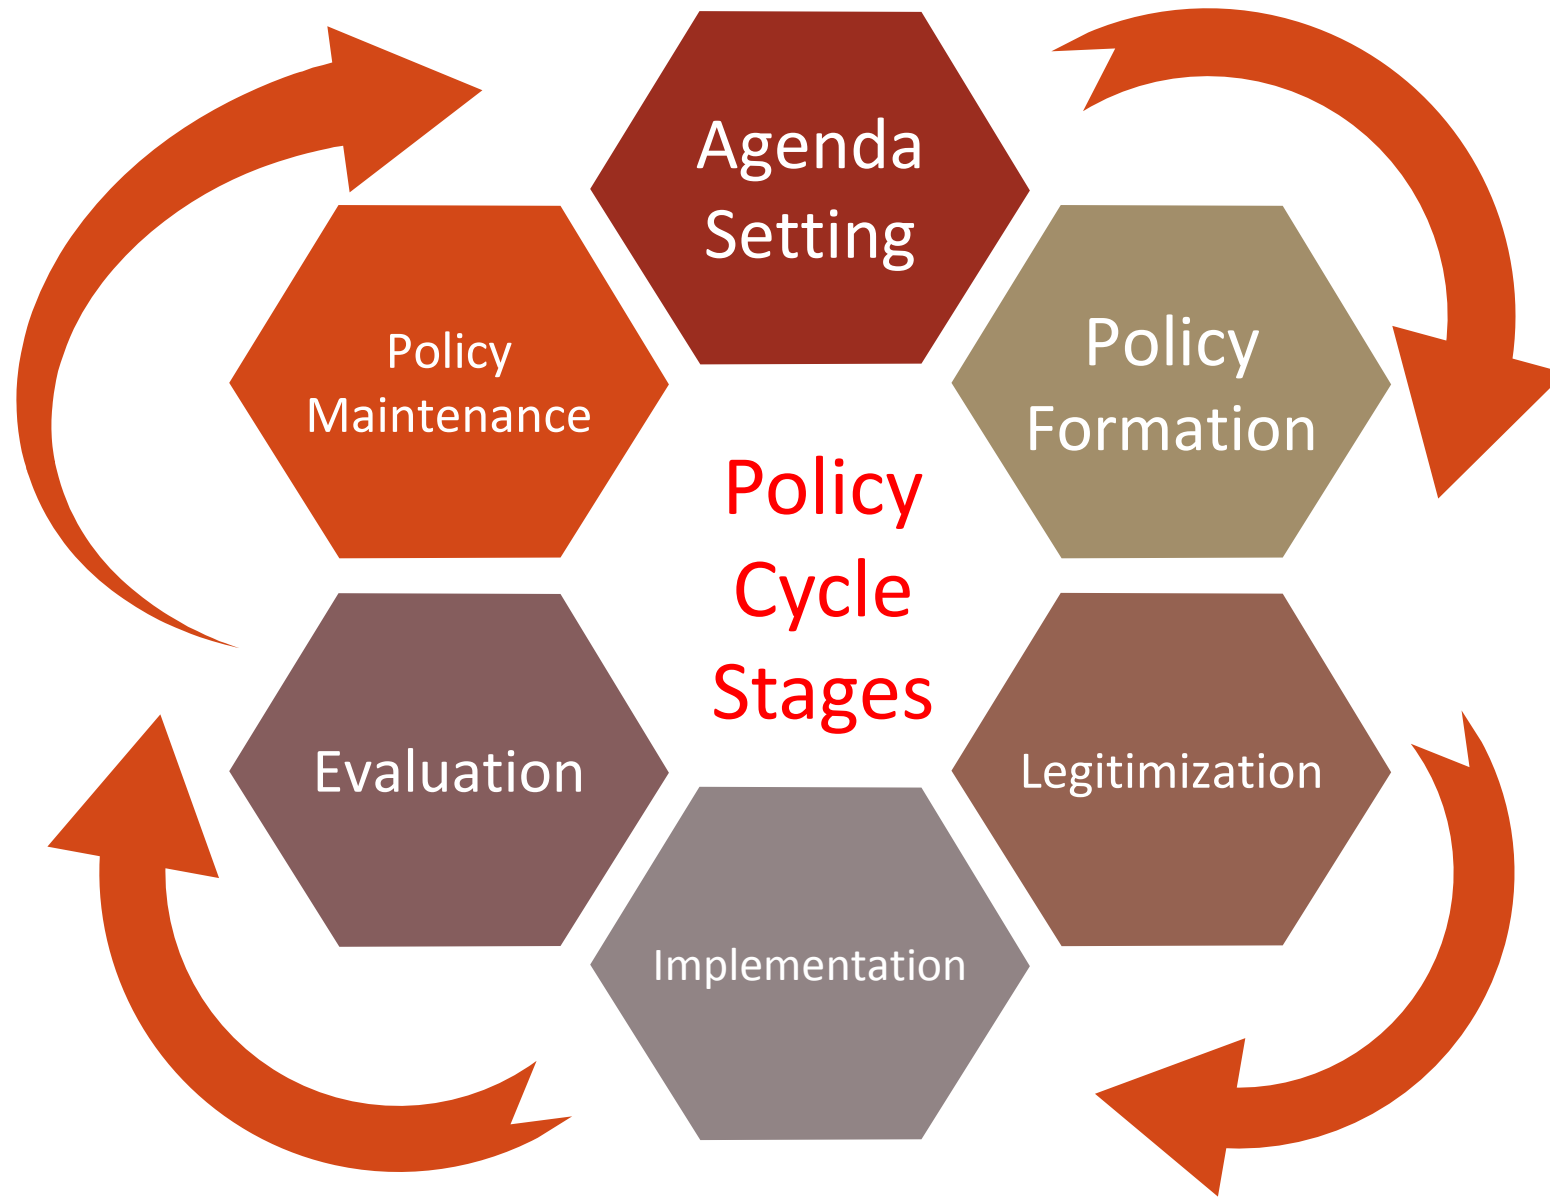 Agenda
Setting
Policy
Formation
Legitimization
Implementation
Evaluation
Policy
Maintenance
Policy
Cycle
Stages